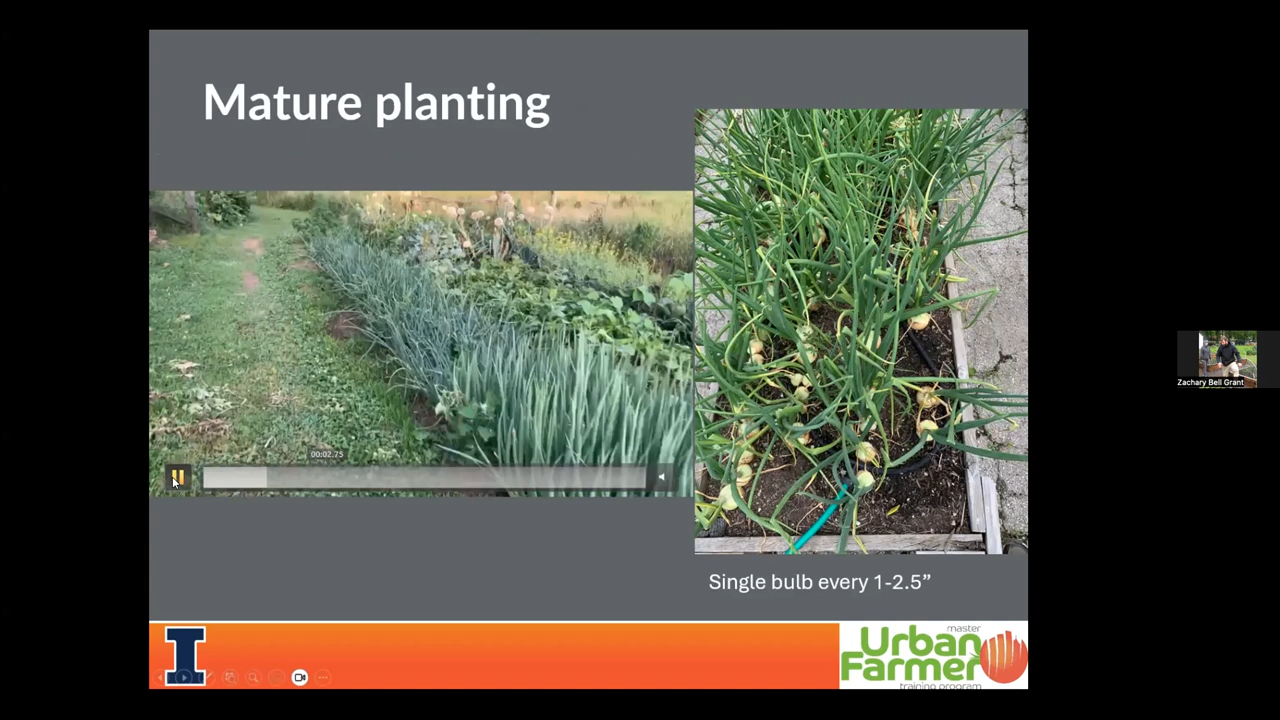 Mature planting
00:02.75
Single bulb every 1-2.5”
I
master
Urban
Farmer
training program
Zachary Bell Grant